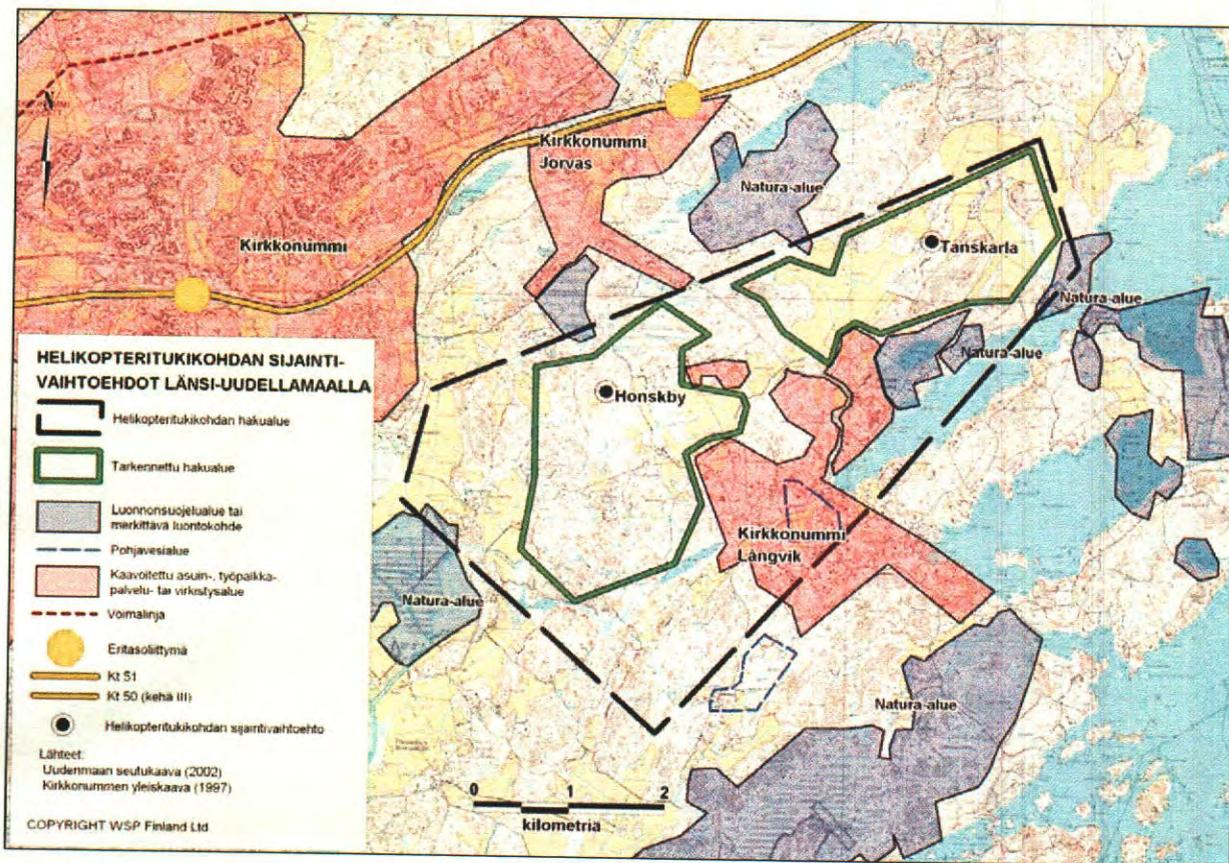 Kirkkonummi
Jorvas
Natura-alue
Kirkkonummi
Tanskarla
Natura-alue
Natura-alue
Honskby
Kirkkonummi
Långvik
Natura-alue
Natura-alue
N
HELIKOPTERITUKIKOHDAN SIJAINTI-
VAIHTOEHDOT LÄNSI-UUDELLAMAALLA
Helikopteritukikohdan hakualue
Tarkennettu hakualue
Luonnonsuojelualue tai
merkittävä luontokohde
Pohjavesialue
Kaavoitettu asuin-, työpaikka-
palvelu- tai virkistysalue
Voimalinja
Eritasoliittymä
Kt 51
Kt 50 (kehä III)
Helikopteritukikohdan sijaintivaihtoehto
Lähteet:
Uudenmaan seutukaava (2002)
Kirkkonummen yleiskaava (1997)
COPYRIGHT WSP Finland Ltd
0 1 2
kilometriä